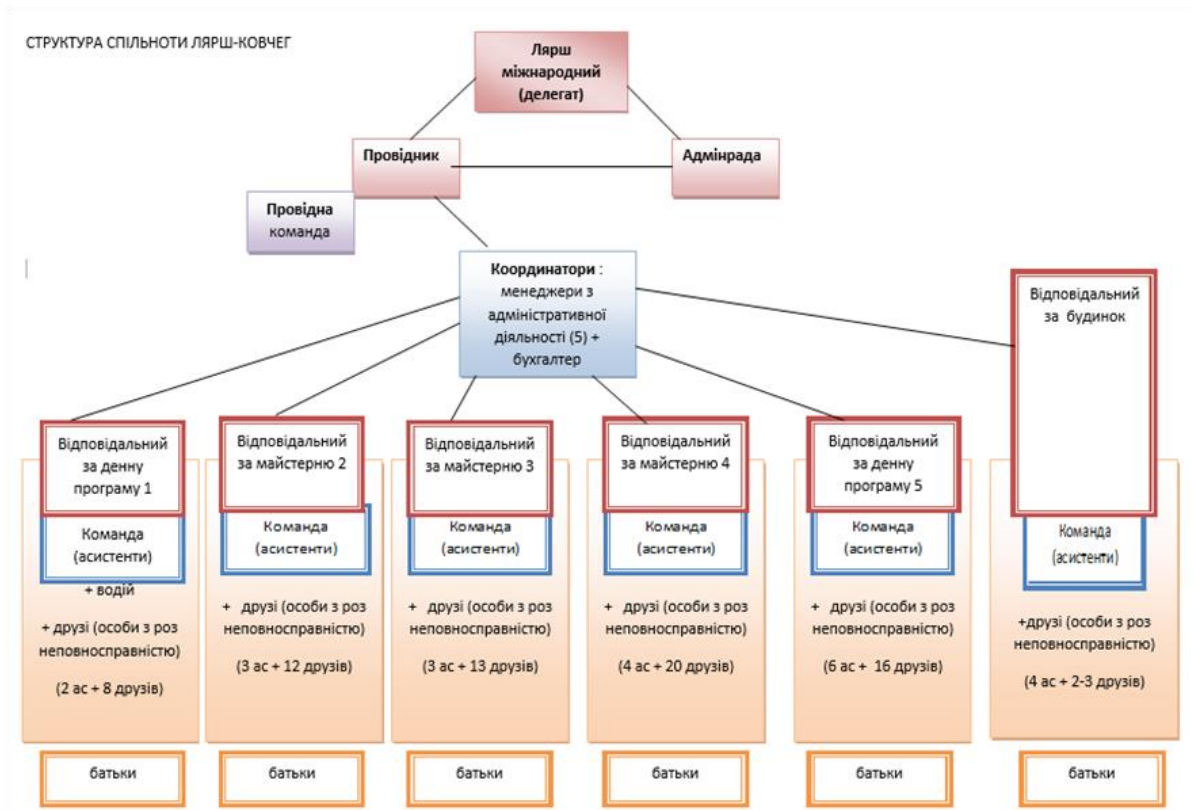 СТРУКТУРА СПІЛЬНОТИ ЛЯРШ-КОВЧЕГ
Лярш
міжнародний
(делегат)
Провідник
Адмінрада
Провідна
команда
Координатори :
менеджери з
адміністративної
діяльності (5) +
бухгалтер
Відповідальний
за будинок
Відповідальний
за денну
програму 1
Команда
(асистенти)
+ водій
+ друзі (особи з роз
неповносправністю)
(2 ас + 8 друзів)
батьки
Відповідальний
за майстерню 2
Команда
(асистенти)
+ друзі (особи з роз
неповносправністю)
(3 ас + 12 друзів)
батьки
Відповідальний
за майстерню 3
Команда
(асистенти)
+ друзі (особи з роз
неповносправністю)
(3 ас + 13 друзів)
батьки
Відповідальний
за майстерню 4
Команда
(асистенти)
+ друзі (особи з роз
неповносправністю)
(4 ас + 20 друзів)
батьки
Відповідальний
за денну
програму 5
Команда
(асистенти)
+ друзі (особи з роз
неповносправністю)
(6 ас + 16 друзів)
батьки
Команда
(асистенти)
+друзі (особи з роз
неповносправністю)
(4 ас + 2-3 друзів)
батьки